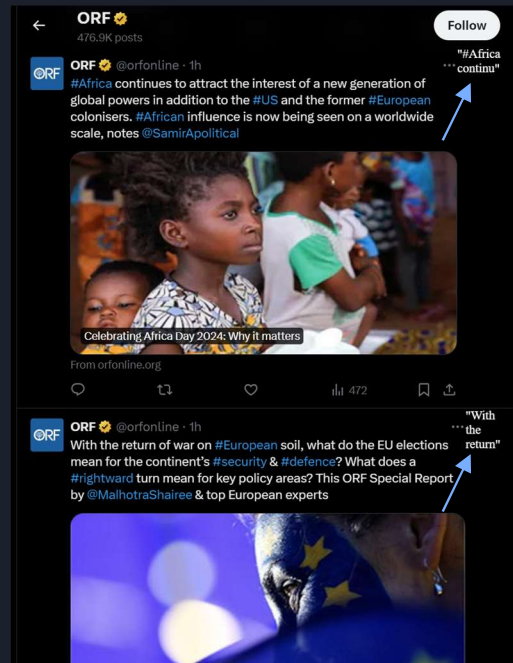 ORF
476.9K posts
Follow
ORF
ORF @orfonline · 1h
"#Africa
continu"
#Africa continues to attract the interest of a new generation of
global powers in addition to the #US and the former #European
colonisers. #African influence is now being seen on a worldwide
scale, notes @SamirApolitical
Celebrating Africa Day 2024: Why it matters
From orfonline.org
472
ORF
ORF @orfonline · 1h
"With
the
return"
With the return of war on #European soil, what do the EU elections
mean for the continent's #security & #defence? What does a
#rightward turn mean for key policy areas? This ORF Special Report
by @MalhotraShairee & top European experts